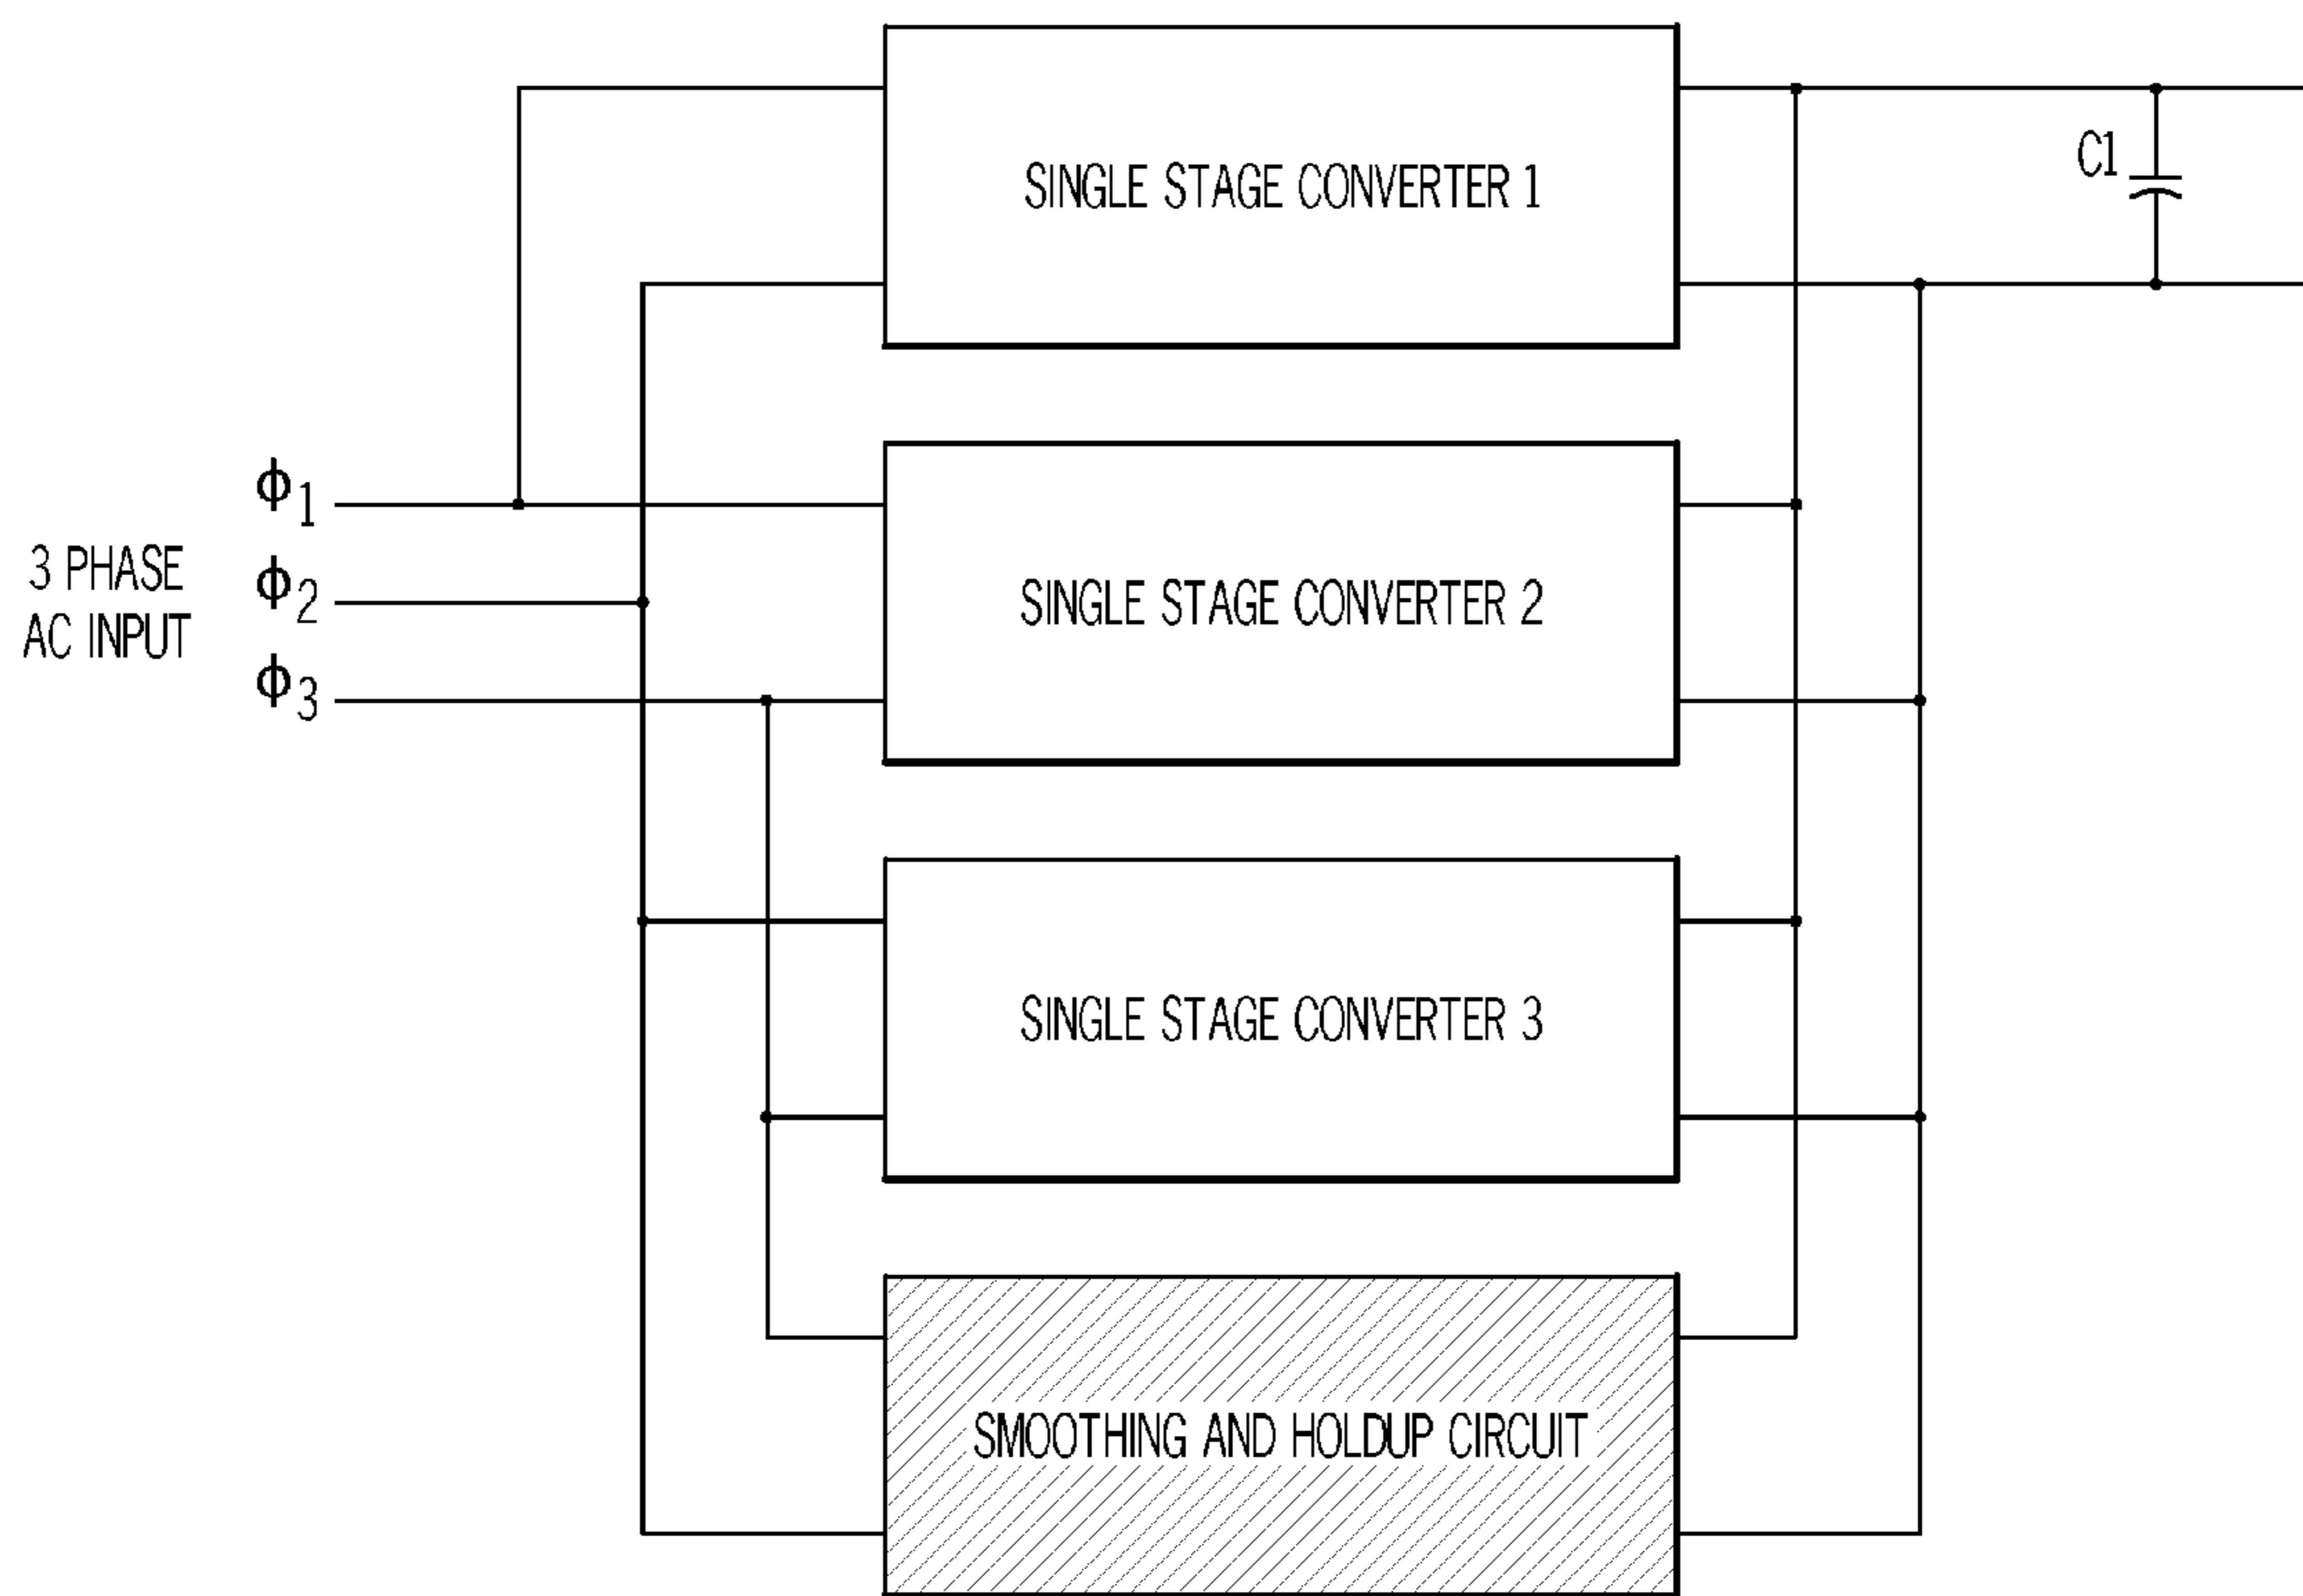 SINGLE STAGE CONVERTER 1
C1
ϕ1
3 PHASE
AC INPUT
ϕ2
ϕ3
SINGLE STAGE CONVERTER 2
SINGLE STAGE CONVERTER 3
SMOOTHING AND HOLDUP CIRCUIT